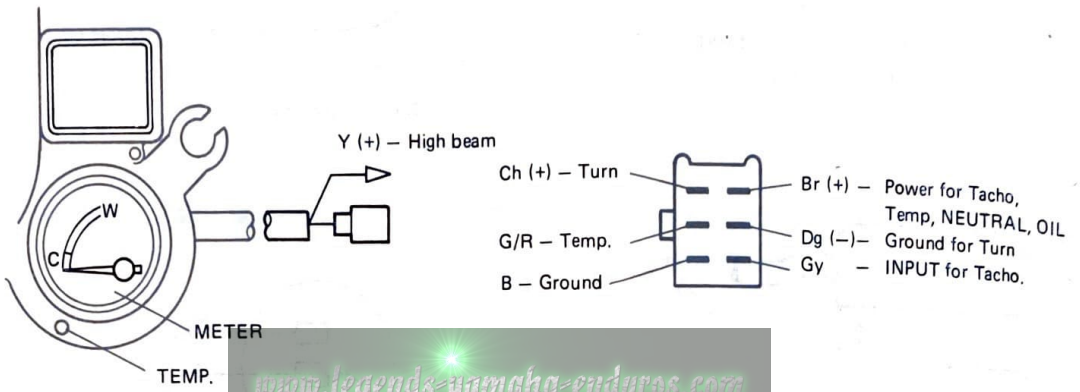 Y (+) – High beam
Ch (+) – Turn
G/R – Temp.
B – Ground
Br (+) – Power for Tacho,
Temp, NEUTRAL, OIL
Dg (–)– Ground for Turn
Gy – INPUT for Tacho.
W
C
METER
TEMP.
www.legends-yamaha-enduros.com